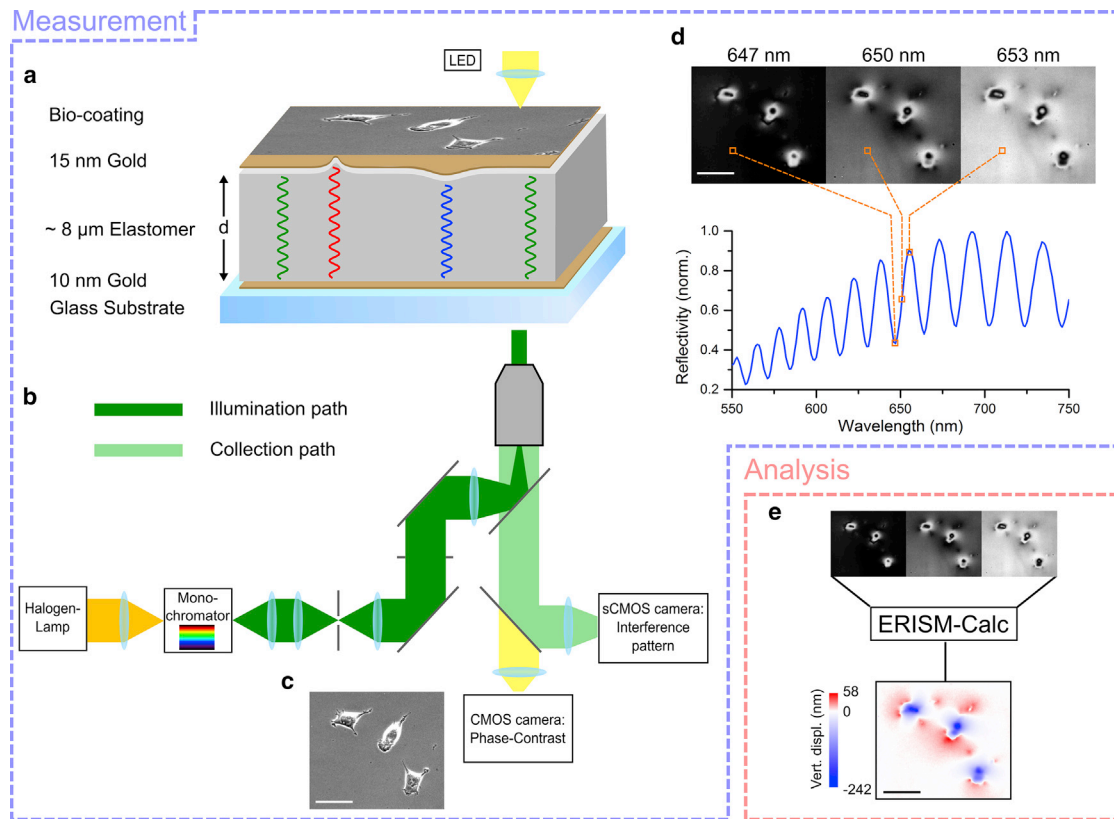 Measurement
a
LED
Bio-coating
15 nm Gold
d
~ 8 µm Elastomer
10 nm Gold
Glass Substrate
b
Illumination path
Collection path
Halogen-
Lamp
Mono-
chromator
sCMOS camera:
Interference
pattern
c
CMOS camera:
Phase-Contrast
d
647 nm 650 nm 653 nm
Reflectivity (norm.)
1.0
0.8
0.6
0.4
0.2
550 600 650 700 750
Wavelength (nm)
Analysis
e
ERISM-Calc
Vert. displ. (nm)
58
0
-242